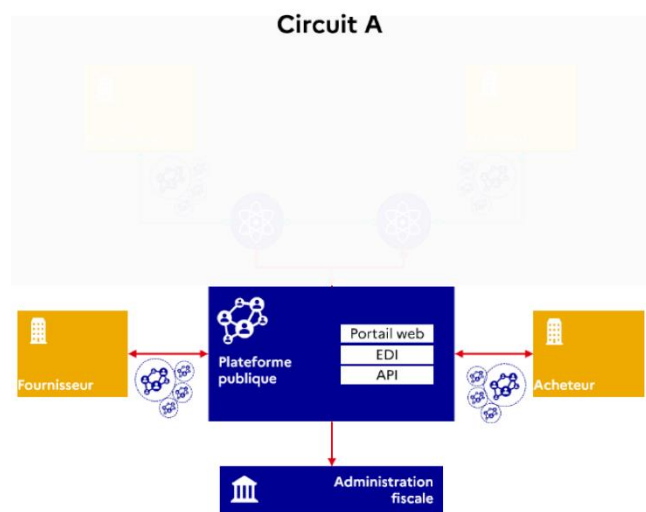 Circuit A
Portail web
EDI
API
Plateforme
publique
Fournisseur
Acheteur
Administration
fiscale